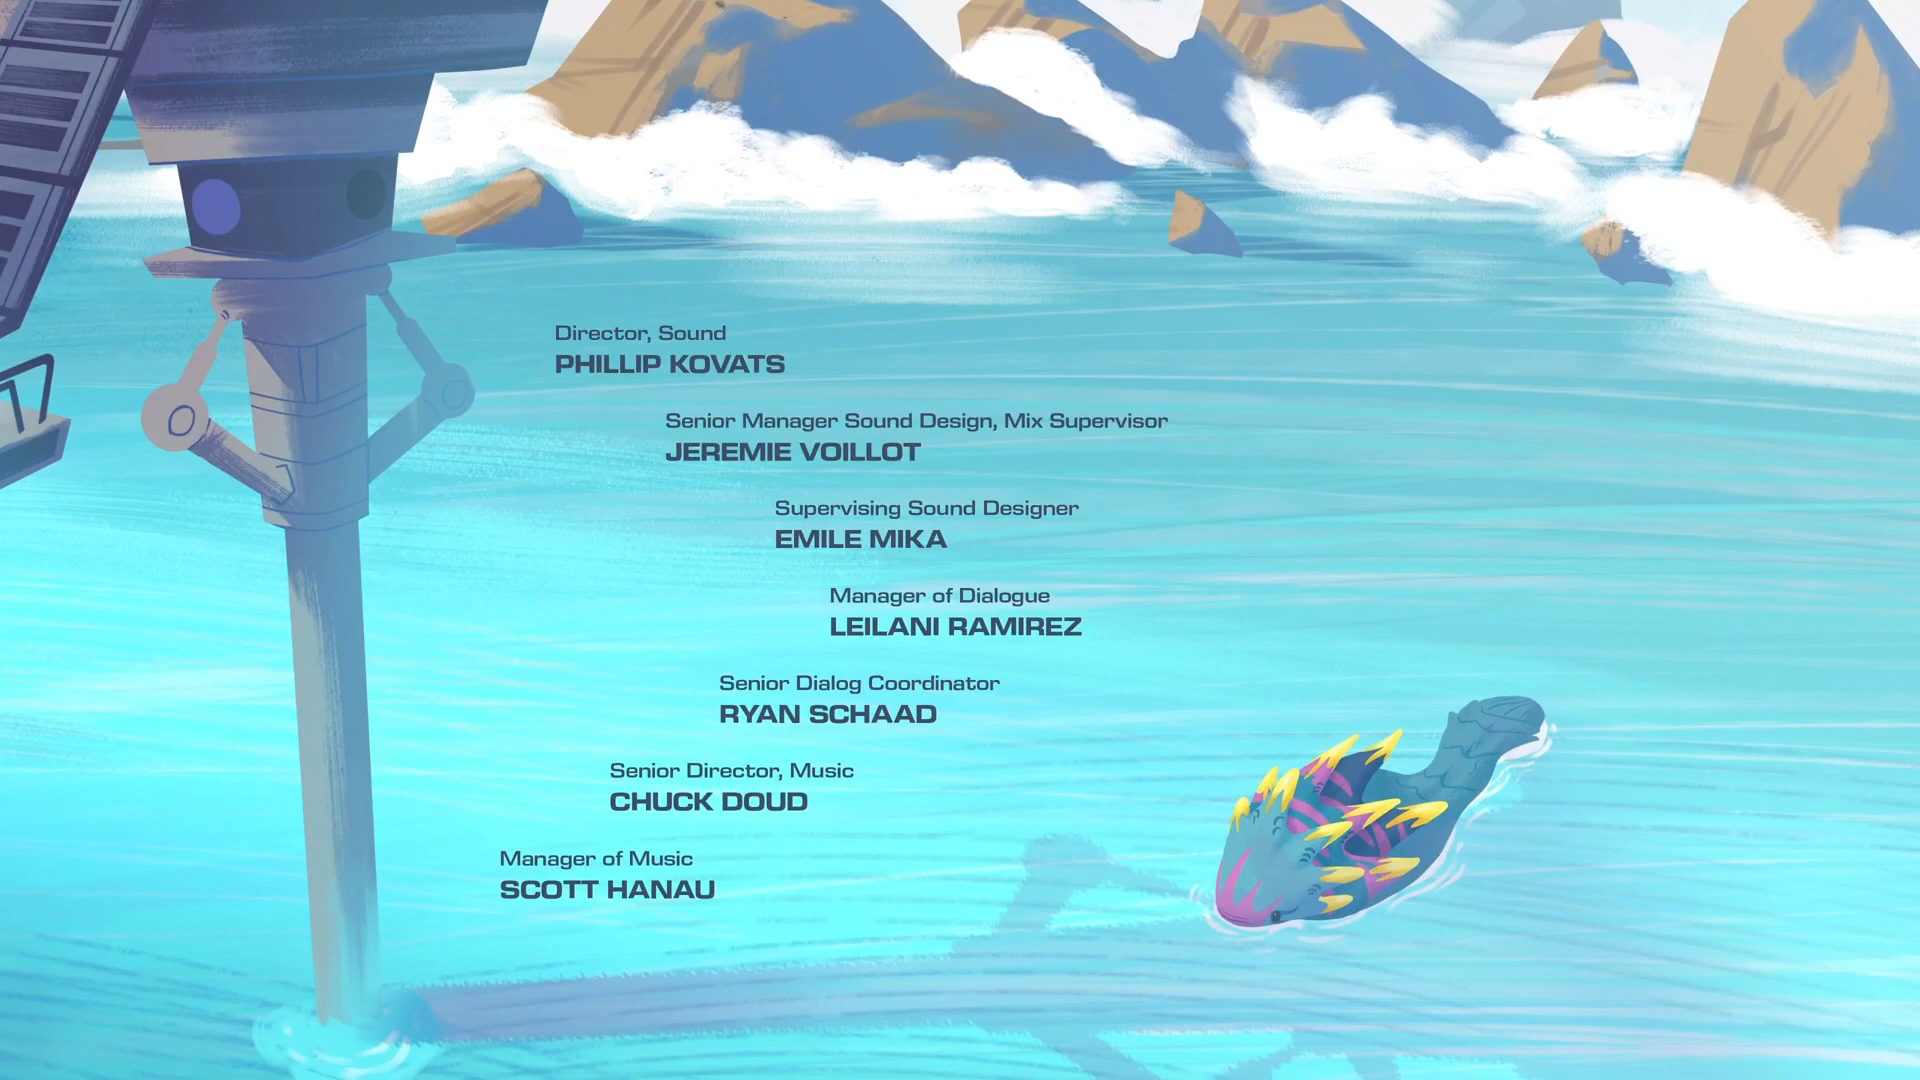 Director, Sound
PHILLIP KOVATS
Senior Manager Sound Design, Mix Supervisor
JEREMIE VOILLOT
Supervising Sound Designer
EMILE MIKA
Manager of Dialogue
LEILANI RAMIREZ
Senior Dialog Coordinator
RYAN SCHAAD
Senior Director, Music
CHUCK DOUD
Manager of Music
SCOTT HANAU